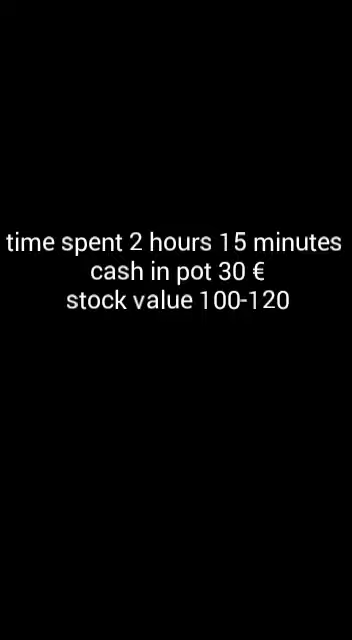 time spent 2 hours 15 minutes
cash in pot 30 €
stock value 100-120